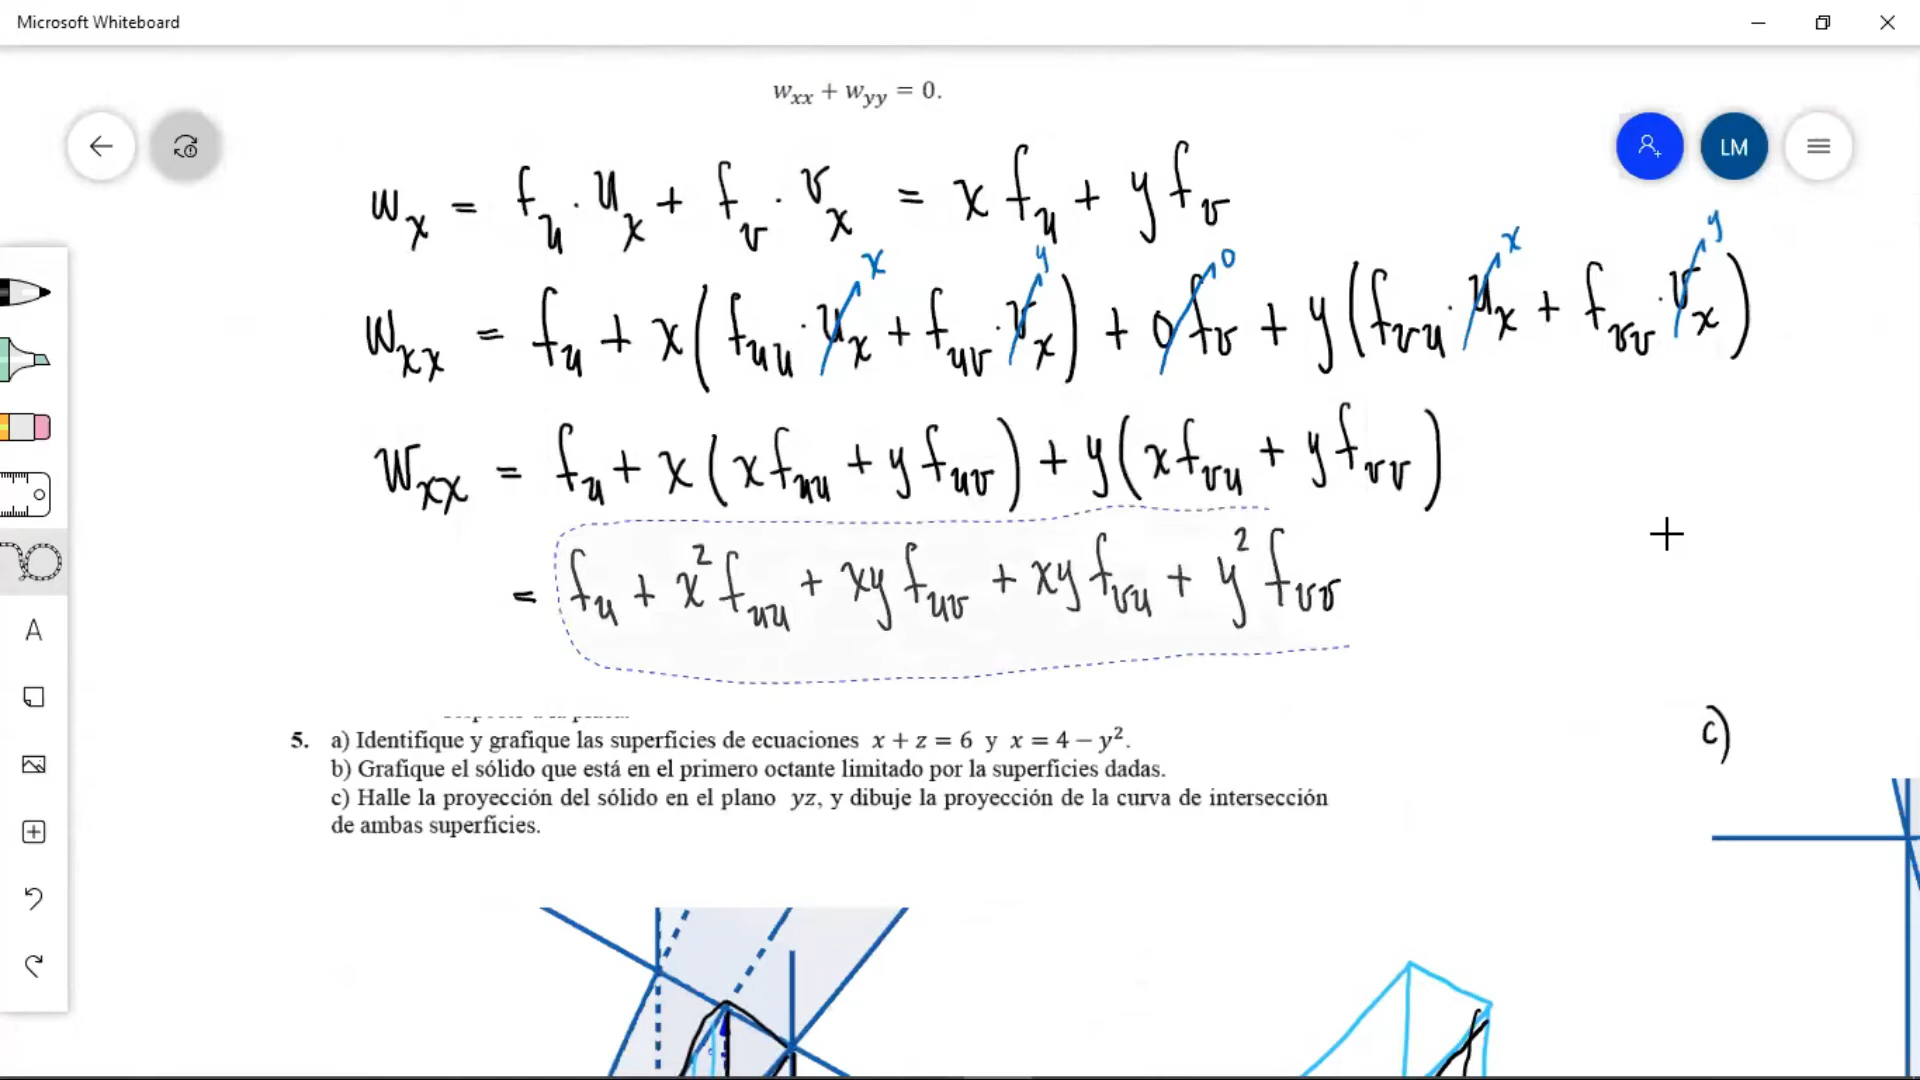 Microsoft Whiteboard
w_xx + w_yy = 0.
LM
w_x = f_u · u_x + f_v · v_x = x f_u + y f_v
x y 0 x y
w_xx = f_u + x(f_uu · u_x + f_uv · v_x) + 0 f_v + y(f_vu · u_x + f_vv · v_x)
w_xx = f_u + x(x f_uu + y f_uv) + y(x f_vu + y f_vv)
= f_u + x² f_uu + xy f_uv + xy f_vu + y² f_vv
A
5. a) Identifique y grafique las superficies de ecuaciones x + z = 6 y x = 4 − y².
b) Grafique el sólido que está en el primero octante limitado por la superficies dadas.
c) Halle la proyección del sólido en el plano yz, y dibuje la proyección de la curva de intersección
de ambas superficies.
c)